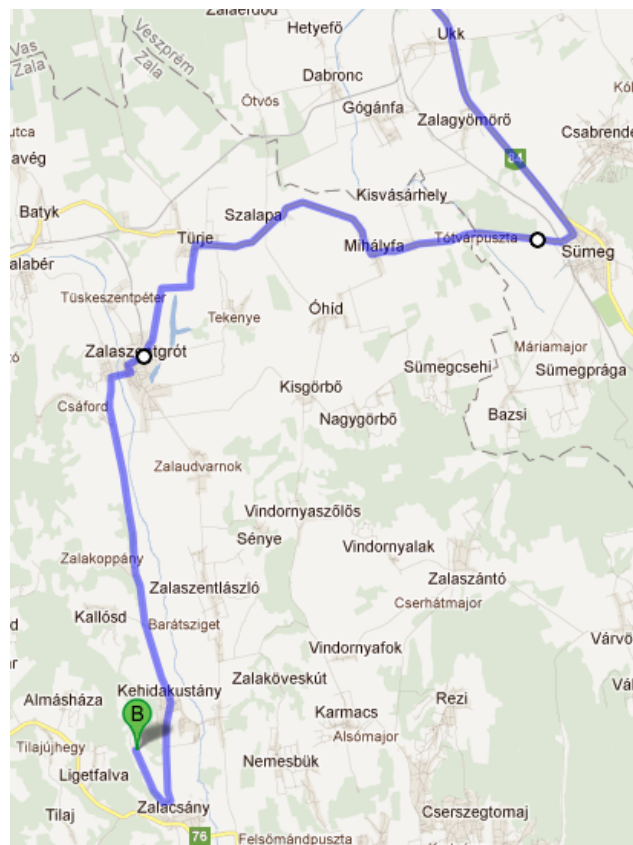 Zalaerdőd
Hetyefő
Ukk
Veszprém
Zala
Vas
Zala
Dabronc
Ötvös
Gógánfa
Zalagyömörő
Csabrende
utca
84
avég
Kisvásárhely
Batyk
Szalapa
Türje
Mihályfa
Tótvárpuszta
Sümeg
alabér
Tüskeszentpéter
Tekenye
Óhíd
Zalaszentgrót
Máriamajor
Sümegcsehi
Sümegprága
Kisgörbő
Csáford
Nagygörbő
Bazsi
Zalaudvarnok
Vindornyaszőlős
Sénye
Vindornyalak
Zalakoppány
Zalaszántó
Zalaszentlászló
Cserhátmajor
Kallósd
Barátsziget
Várvö
Vindornyafok
Zalaköveskút
Kehidakustány
Almásháza
Rezi
Karmacs
B
Alsómajor
Tilajújhegy
Nemesbük
Ligetfalva
Zalacsány
Tilaj
Cserszegtomaj
76
Felsőmándpuszta